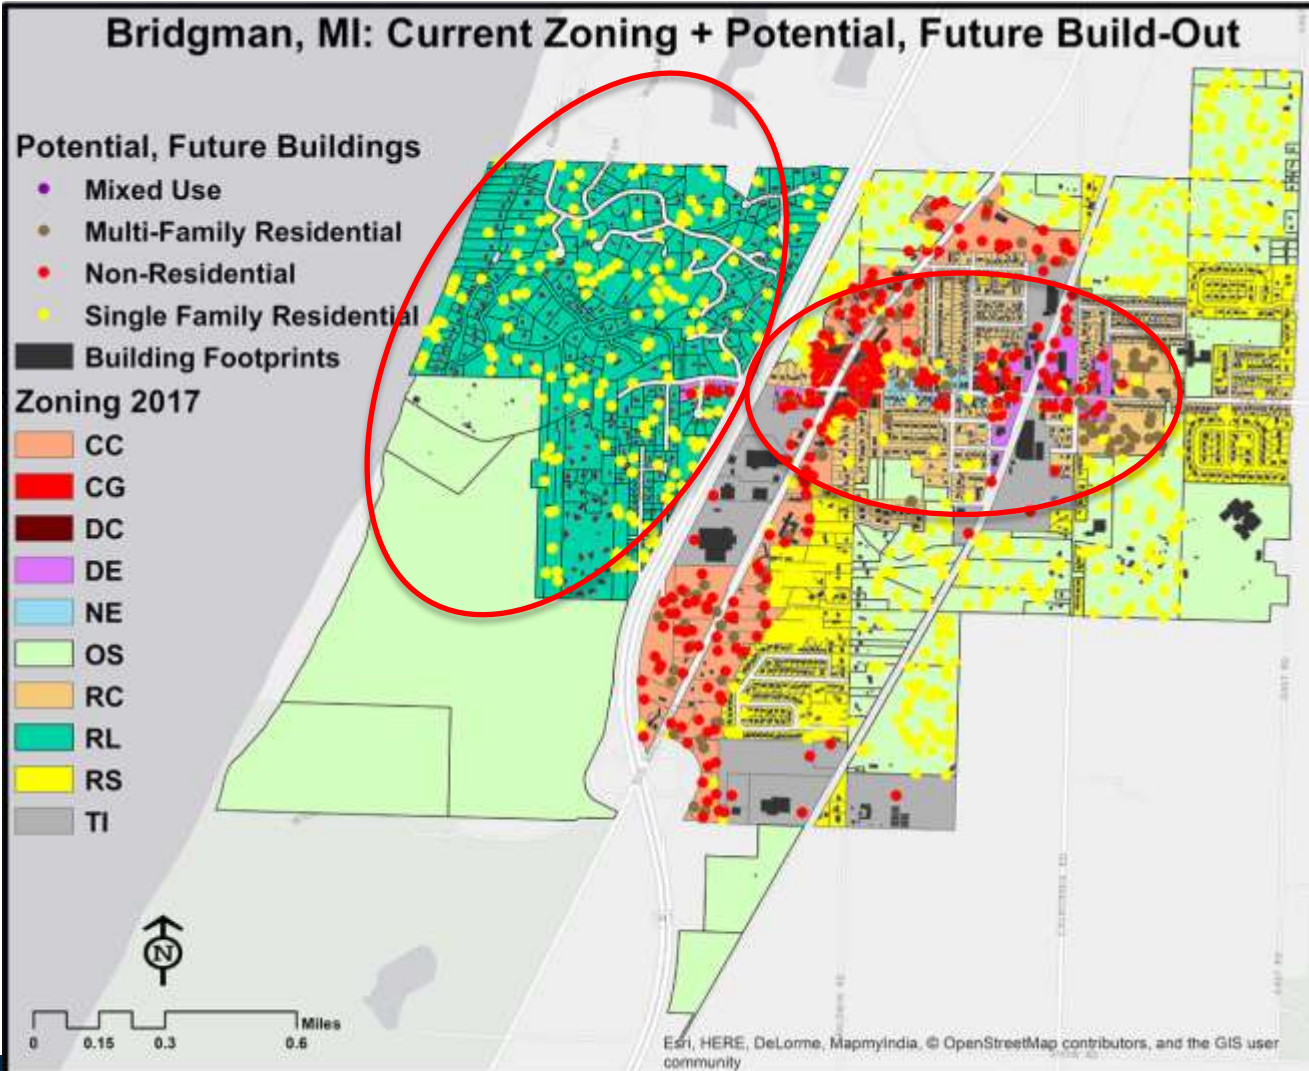 Bridgman, MI: Current Zoning + Potential, Future Build-Out
Potential, Future Buildings
Mixed Use
Multi-Family Residential
Non-Residential
Single Family Residential
Building Footprints
Zoning 2017
CC
CG
DC
DE
NE
OS
RC
RL
RS
TI
N
Miles
0 0.15 0.3 0.6
Esri, HERE, DeLorme, MapmyIndia, © OpenStreetMap contributors, and the GIS user
community